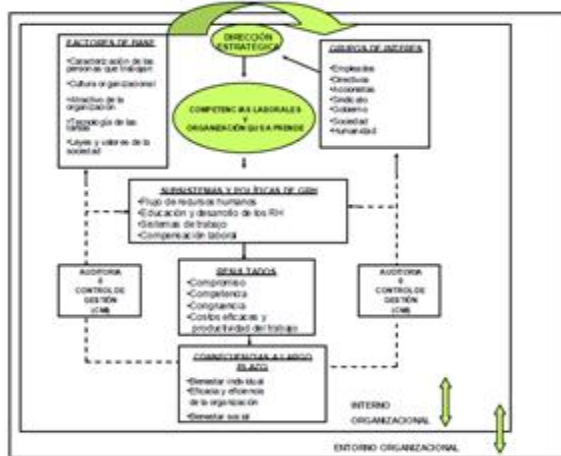 DIRECCIÓN
ESTRATÉGICA
FACTORES DE BASE
•Caracterización de las
personas que trabajan
•Cultura organizacional
•Atractivo de la
organización
•Tecnología de las
tareas
•Leyes y valores de la
sociedad
GRUPOS DE INTERES
•Empleados
•Directivos
•Accionistas
•Sindicato
•Gobierno
•Sociedad
•Humanidad
COMPETENCIAS LABORALES
Y
ORGANIZACIÓN QUE APRENDE
SUBSISTEMAS Y POLÍTICAS DE GRH
•Flujo de recursos humanos
•Educación y desarrollo de los RH
•Sistemas de trabajo
•Compensación laboral
AUDITORIA
O
CONTROL DE
GESTIÓN
(CMI)
RESULTADOS
•Compromiso
•Competencia
•Congruencia
•Costos eficaces y
productividad del trabajo
AUDITORIA
O
CONTROL DE
GESTIÓN
(CMI)
CONSECUENCIAS A LARGO
PLAZO
•Bienestar individual
•Eficacia y eficiencia
de la organización
•Bienestar social
INTERNO
ORGANIZACIONAL
ENTORNO ORGANIZACIONAL